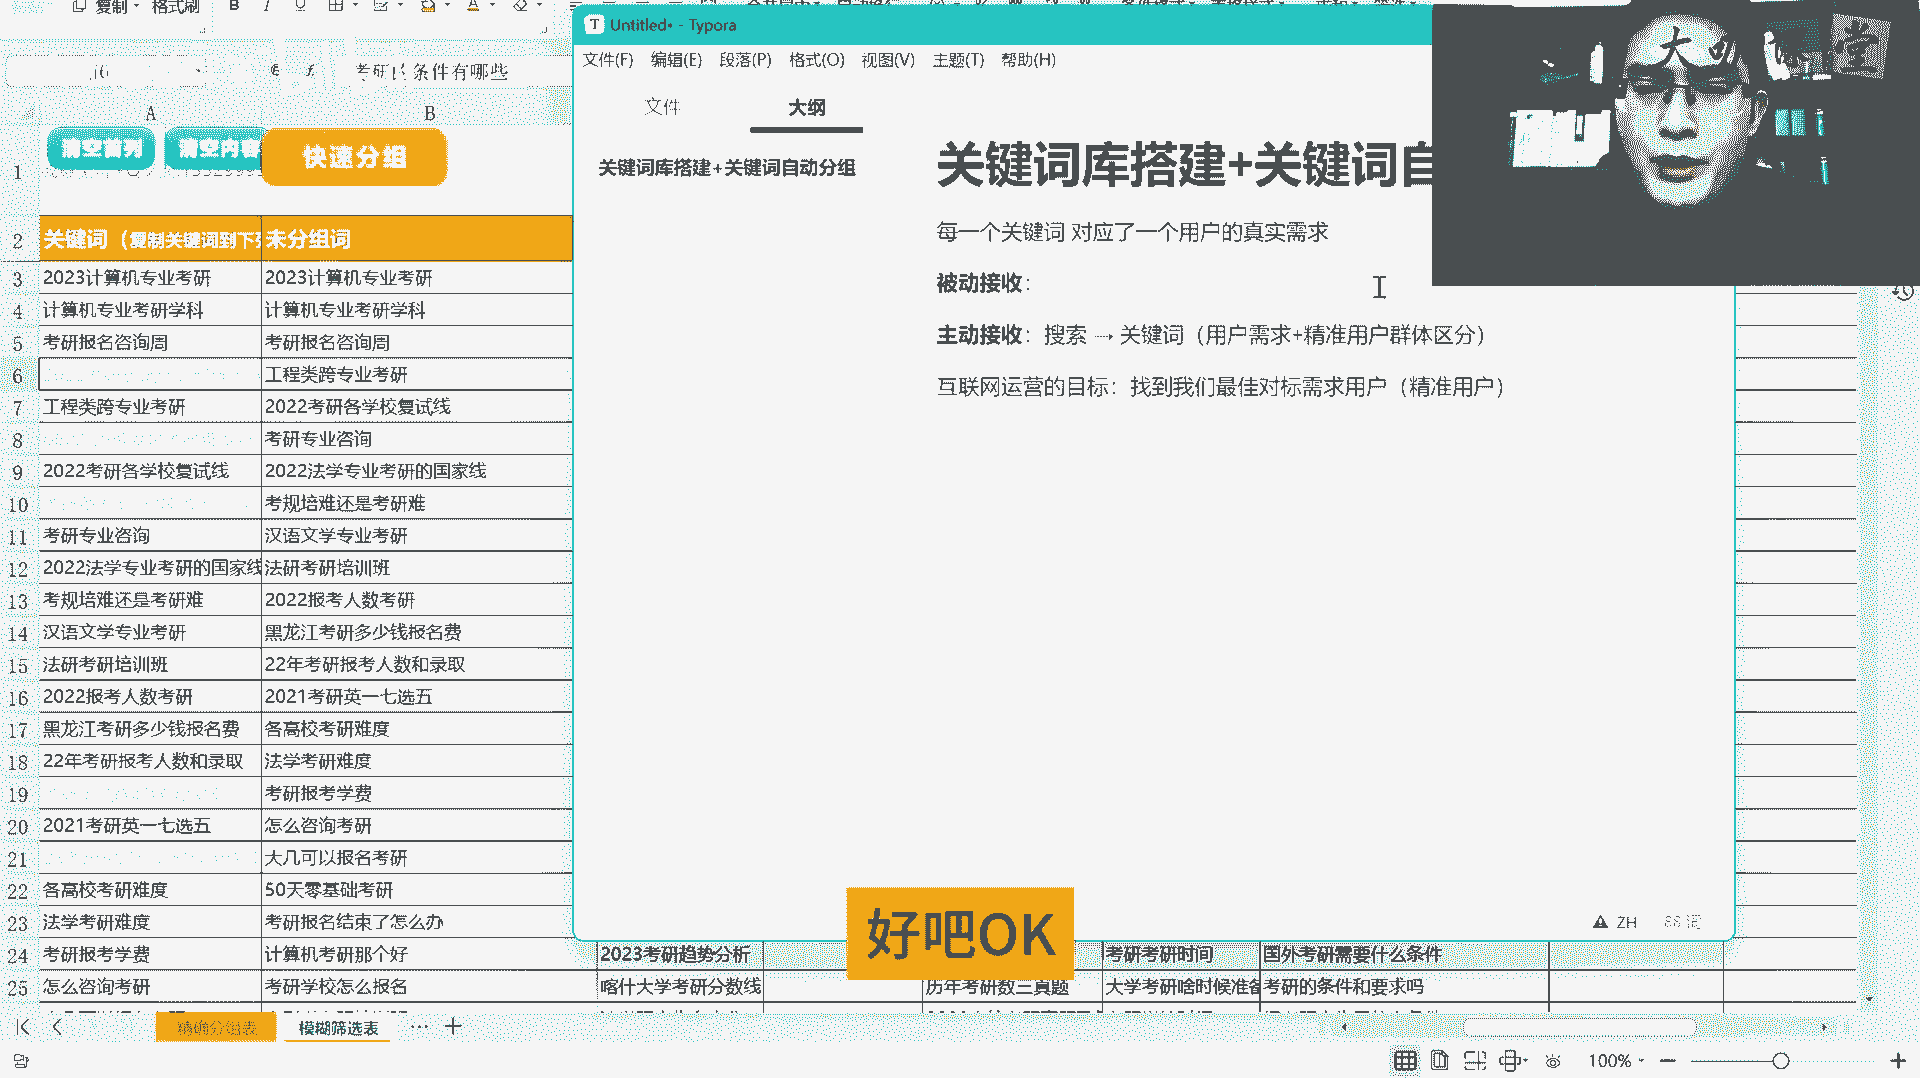 复制
格式刷
B
Untitled• - Typora
文件(F) 编辑(E) 段落(P) 格式(O) 视图(V) 主题(T) 帮助(H)
文件 大纲
关键词库搭建+关键词自动分组
关键词库搭建+关键词自
每一个关键词 对应了一个用户的真实需求
被动接收：
主动接收：搜索 → 关键词（用户需求+精准用户群体区分）
互联网运营的目标：找到我们最佳对标需求用户（精准用户）
ZH
大 课堂
考研的条件有哪些
A B
快速分组
1
2 关键词（复制关键词到下列 未分组词
3 2023计算机专业考研 2023计算机专业考研
4 计算机专业考研学科 计算机专业考研学科
5 考研报名咨询周 考研报名咨询周
6 工程类跨专业考研
7 工程类跨专业考研 2022考研各学校复试线
8 考研专业咨询
9 2022考研各学校复试线 2022法学专业考研的国家线
10 考规培难还是考研难
11 考研专业咨询 汉语文学专业考研
12 2022法学专业考研的国家线 法研考研培训班
13 考规培难还是考研难 2022报考人数考研
14 汉语文学专业考研 黑龙江考研多少钱报名费
15 法研考研培训班 22年考研报考人数和录取
16 2022报考人数考研 2021考研英一七选五
17 黑龙江考研多少钱报名费 各高校考研难度
18 22年考研报考人数和录取 法学考研难度
19 考研报考学费
20 2021考研英一七选五 怎么咨询考研
21 大几可以报名考研
22 各高校考研难度 50天零基础考研
23 法学考研难度 考研报名结束了怎么办
24 考研报考学费 计算机考研那个好 2023考研趋势分析 考研考研时间 国外考研需要什么条件
25 怎么咨询考研 考研学校怎么报名 喀什大学考研分数线 历年考研数三真题 大学考研啥时候准备 考研的条件和要求吗
好吧OK
精确分组表 模糊筛选表
100%